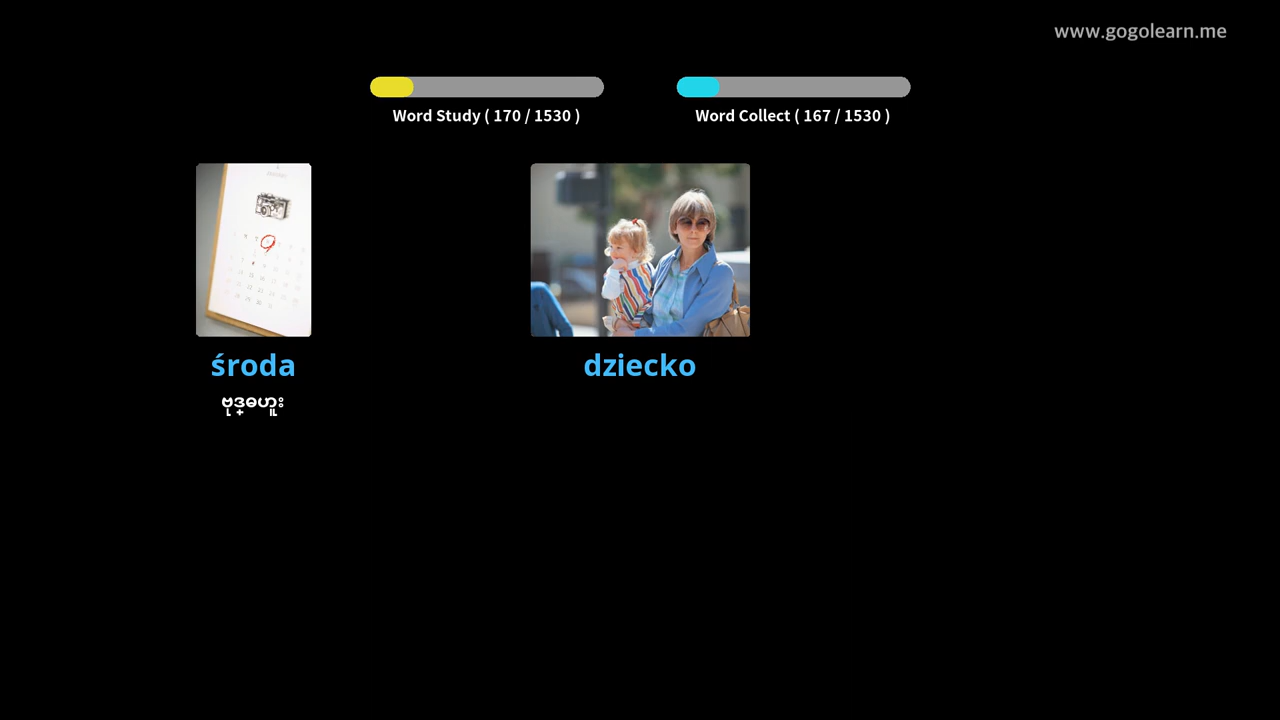 www.gogolearn.me
Word Study ( 170 / 1530 )
Word Collect ( 167 / 1530 )
środa
dziecko
ဗုဒ္ဓဟူး